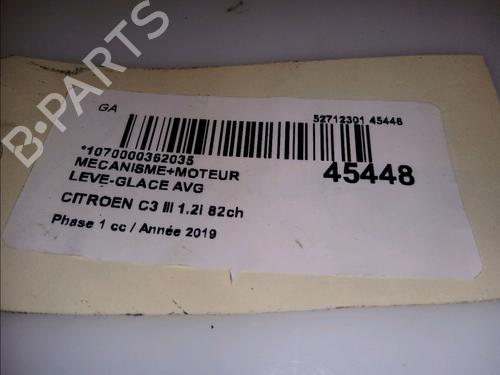 B-PARTS
GA
52712301 45448
*1070000362035
MECANISME+MOTEUR
LEVE-GLACE AVG
45448
CITROEN C3 III 1.2i 82ch
Phase 1 cc / Année 2019